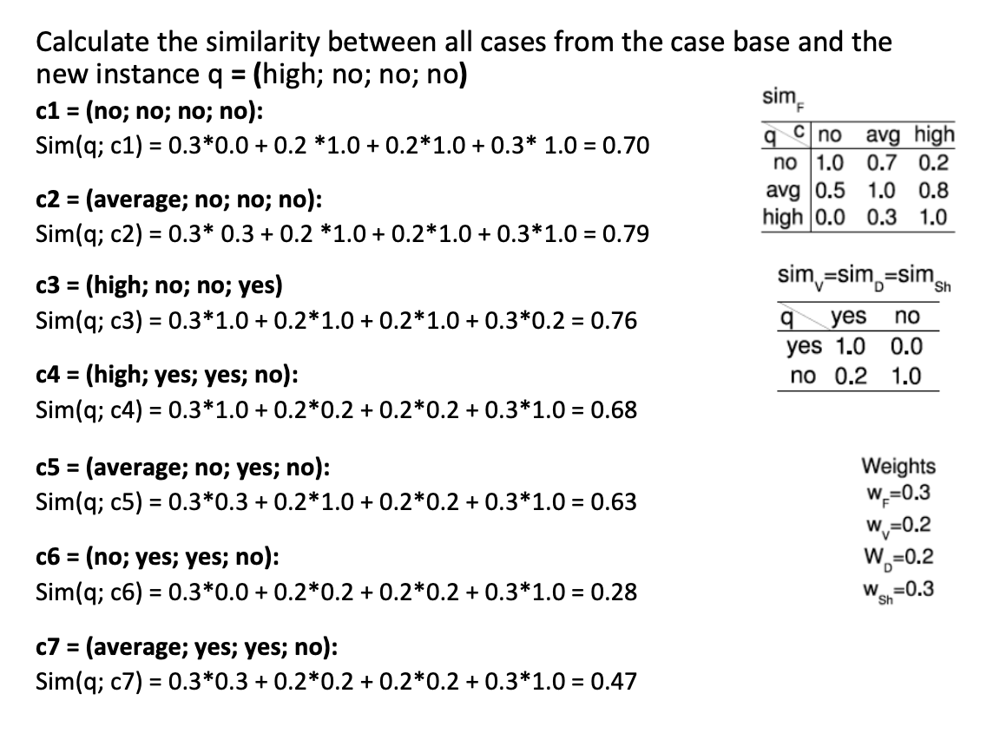 Calculate the similarity between all cases from the case base and the
new instance q = (high; no; no; no)
c1 = (no; no; no; no):
Sim(q; c1) = 0.3*0.0 + 0.2 *1.0 + 0.2*1.0 + 0.3* 1.0 = 0.70
c2 = (average; no; no; no):
Sim(q; c2) = 0.3* 0.3 + 0.2 *1.0 + 0.2*1.0 + 0.3*1.0 = 0.79
c3 = (high; no; no; yes)
Sim(q; c3) = 0.3*1.0 + 0.2*1.0 + 0.2*1.0 + 0.3*0.2 = 0.76
c4 = (high; yes; yes; no):
Sim(q; c4) = 0.3*1.0 + 0.2*0.2 + 0.2*0.2 + 0.3*1.0 = 0.68
c5 = (average; no; yes; no):
Sim(q; c5) = 0.3*0.3 + 0.2*1.0 + 0.2*0.2 + 0.3*1.0 = 0.63
c6 = (no; yes; yes; no):
Sim(q; c6) = 0.3*0.0 + 0.2*0.2 + 0.2*0.2 + 0.3*1.0 = 0.28
c7 = (average; yes; yes; no):
Sim(q; c7) = 0.3*0.3 + 0.2*0.2 + 0.2*0.2 + 0.3*1.0 = 0.47
sim_F
q c no avg high
no 1.0 0.7 0.2
avg 0.5 1.0 0.8
high 0.0 0.3 1.0
sim_v=sim_D=sim_Sh
q yes no
yes 1.0 0.0
no 0.2 1.0
Weights
w_F=0.3
w_v=0.2
W_D=0.2
w_Sh=0.3